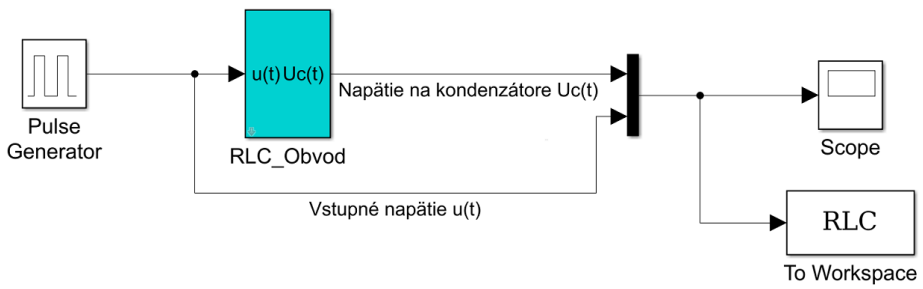 u(t) Uc(t)
Napätie na kondenzátore Uc(t)
Pulse
Generator
RLC_Obvod
Scope
Vstupné napätie u(t)
RLC
To Workspace